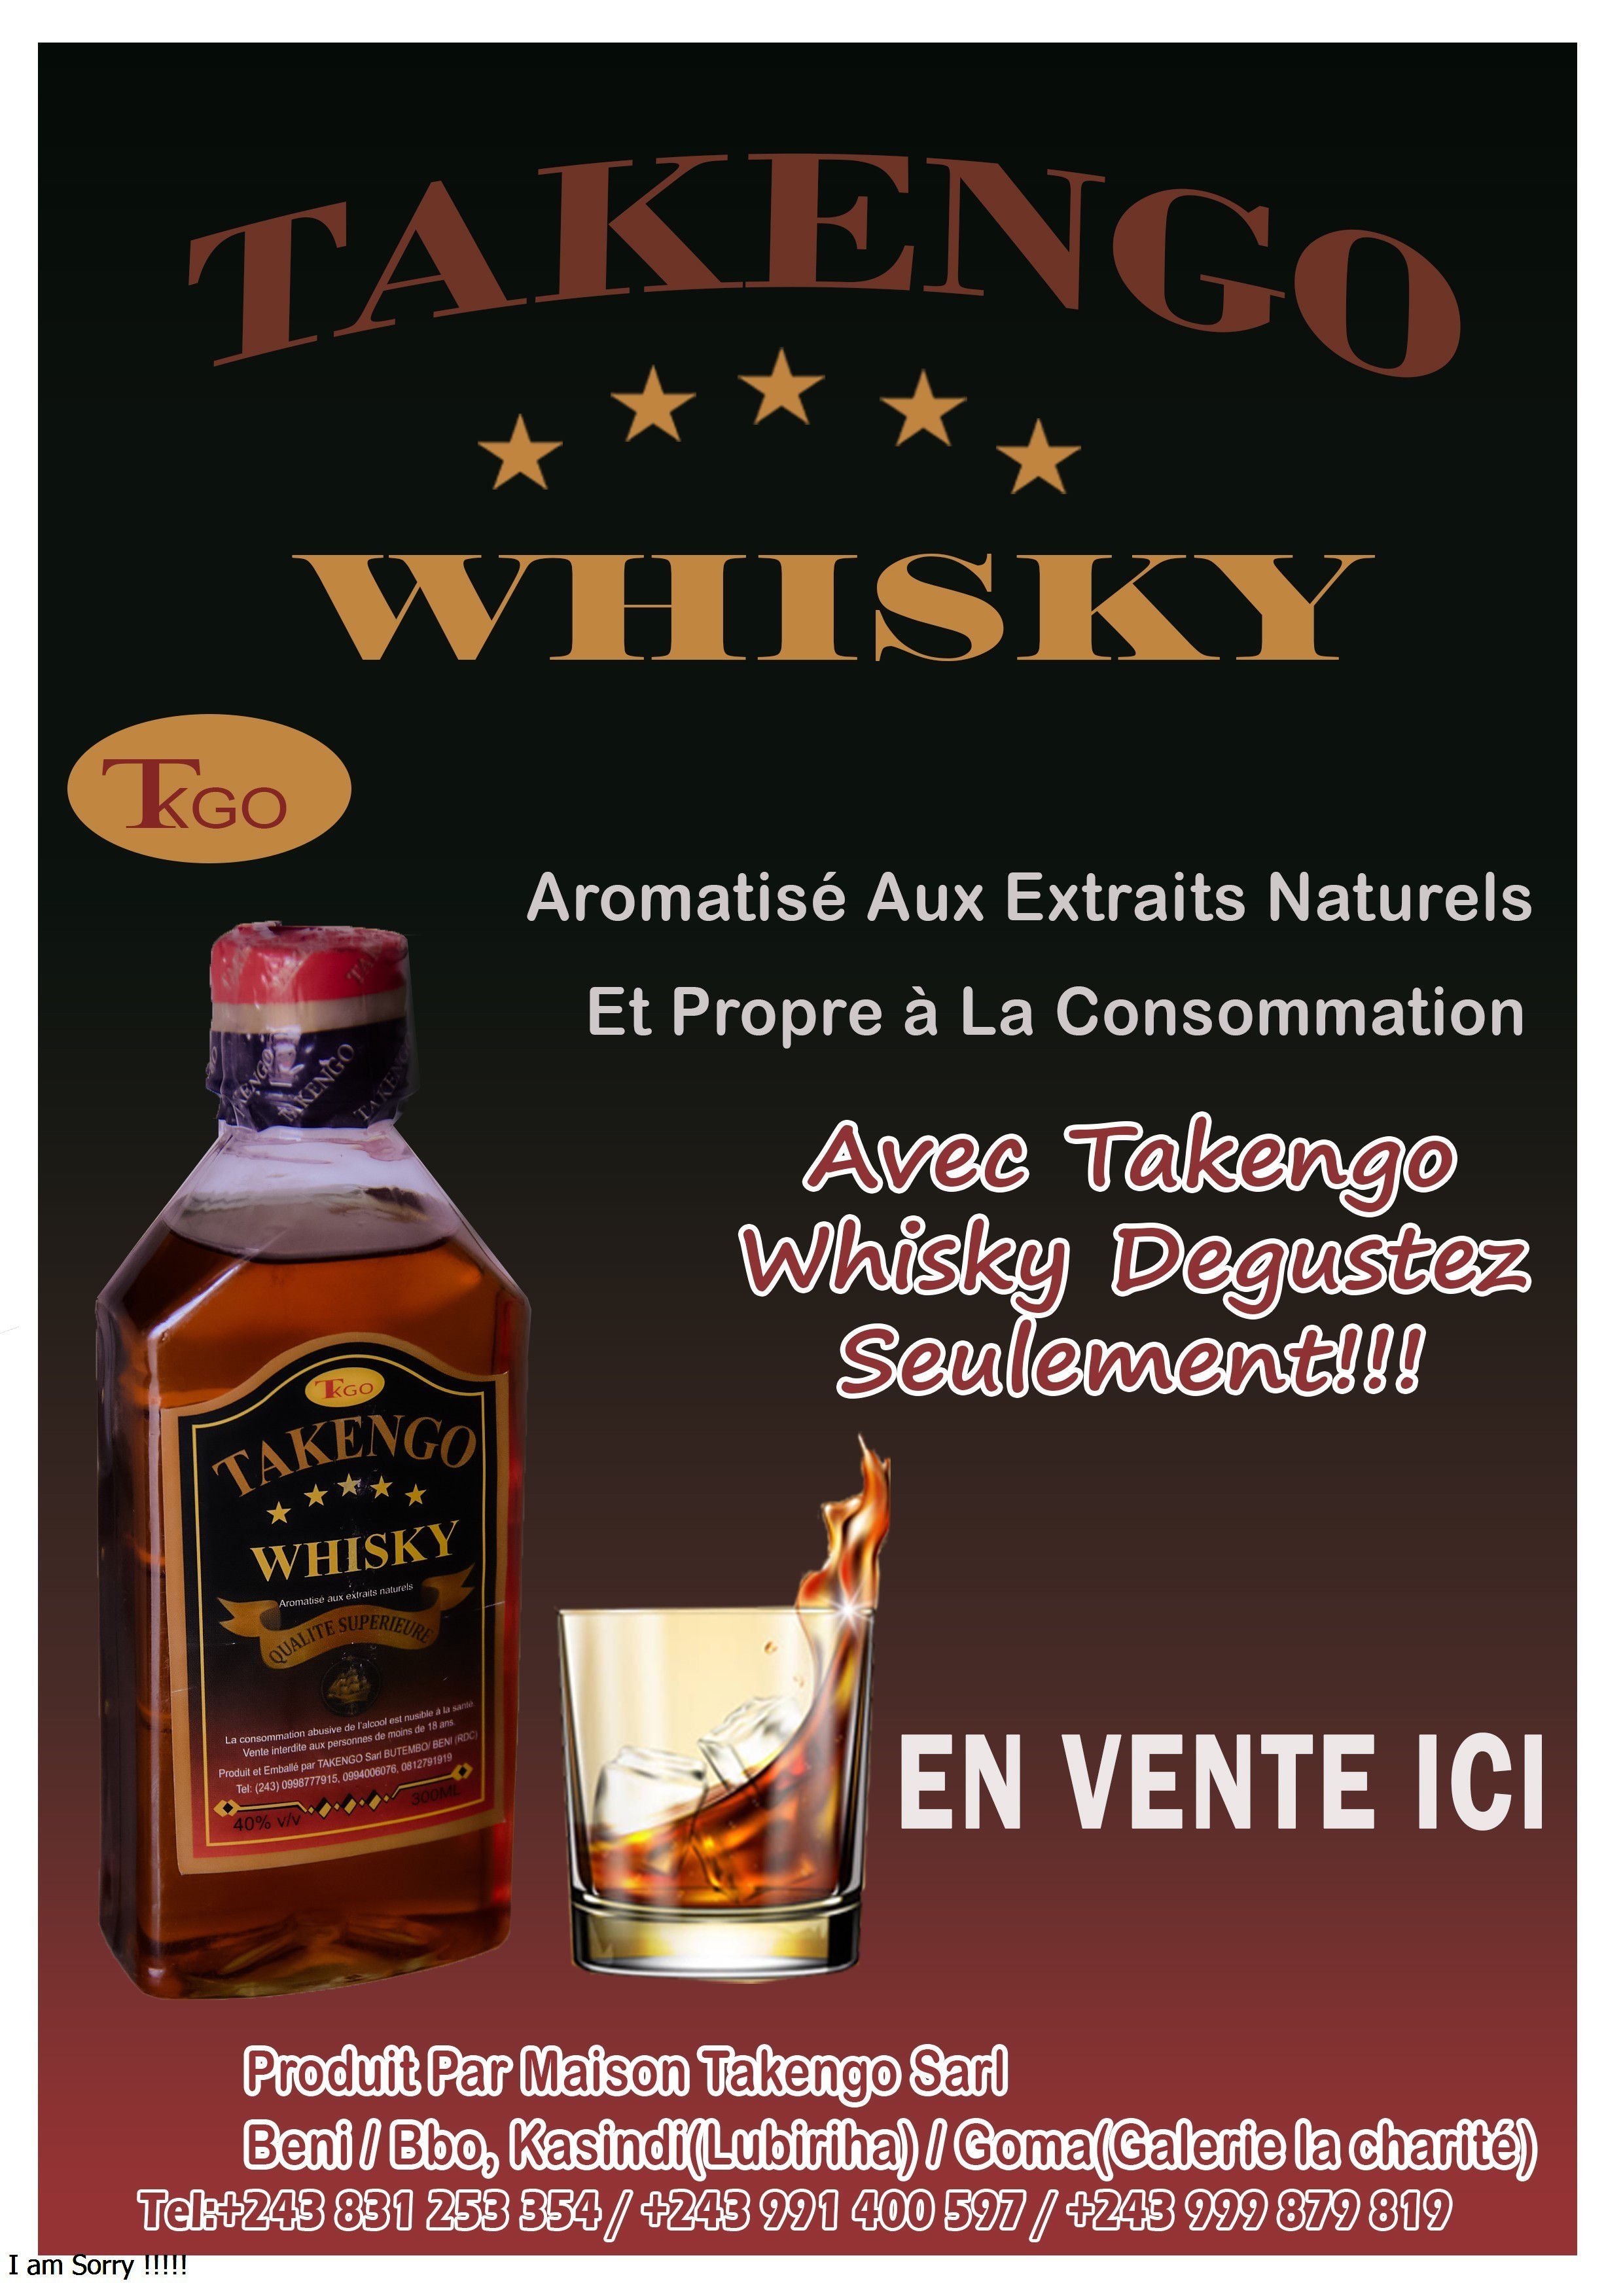 TAKENGO
WHISKY
TKGO
Aromatisé Aux Extraits Naturels
Et Propre à La Consommation
Avec Takengo
Whisky Degustez
Seulement!!!
TAKENGO
TAKENGO
TKGO
TAKENGO
WHISKY
Aromatisé aux extraits naturels
QUALITE SUPERIEURE
La consommation abusive de l'alcool est nusible à la santé
Vente interdite aux personnes de moins de 18 ans.
Produit et Emballé par TAKENGO Sarl BUTEMBO/ BENI (RDC)
Tel: (243) 0998777915, 0994006076, 0812791919
40% v/v 300ML
EN VENTE ICI
Produit Par Maison Takengo Sarl
Beni / Bbo, Kasindi(Lubiriha) / Goma(Galerie la charité)
Tel:+243 831 253 354 / +243 991 400 597 / +243 999 879 819
I am Sorry !!!!!